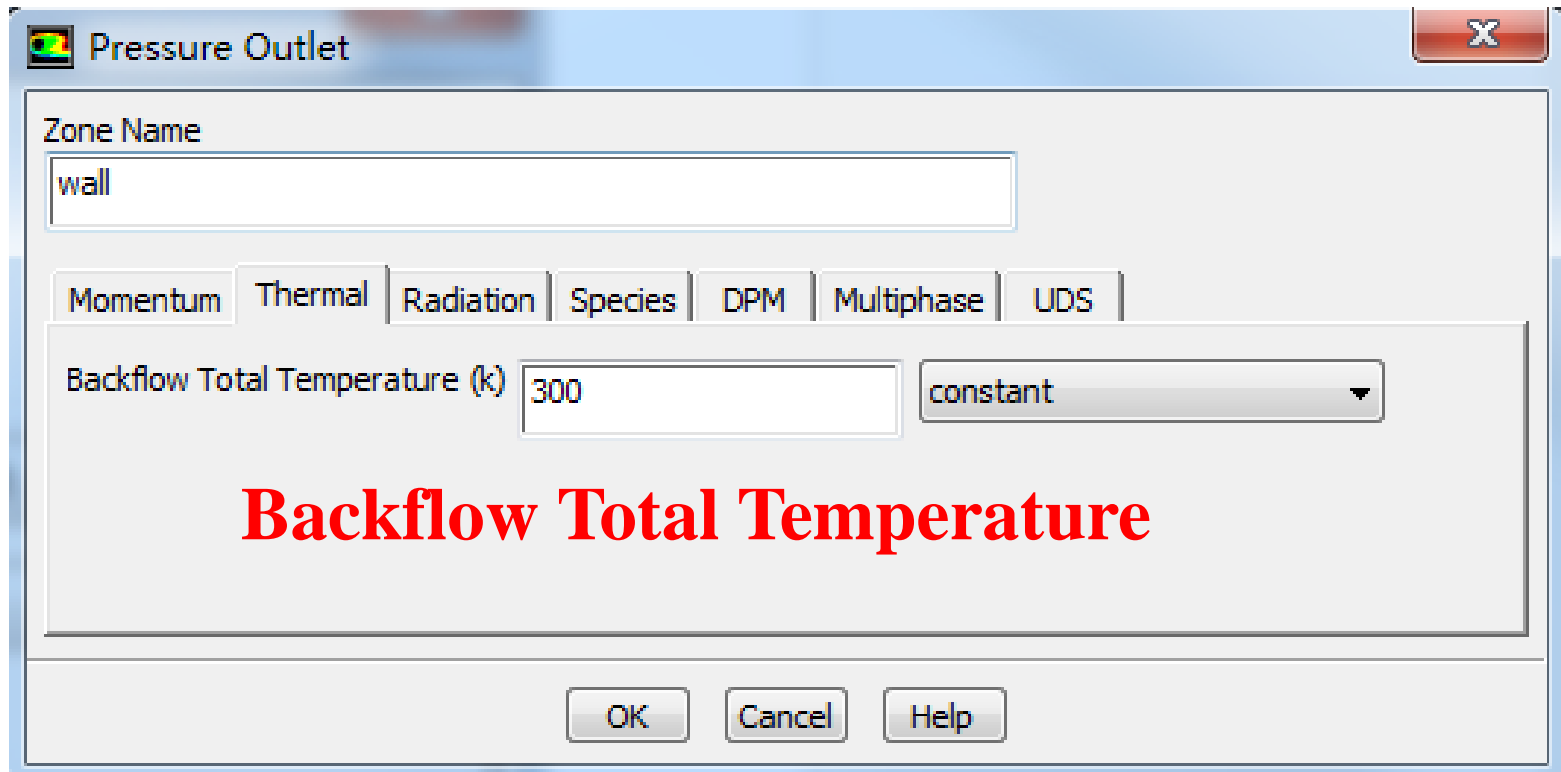 Pressure Outlet
Zone Name
wall
Momentum Thermal Radiation Species DPM Multiphase UDS
Backflow Total Temperature (k) 300 constant
Backflow Total Temperature
OK Cancel Help